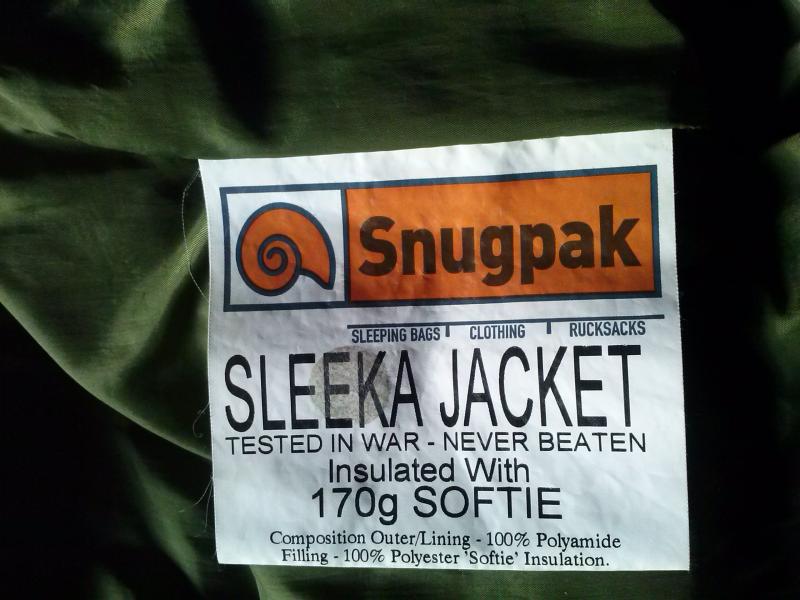 Snugpak
SLEEPING BAGS CLOTHING RUCKSACKS
SLEEKA JACKET
TESTED IN WAR - NEVER BEATEN
Insulated With
170g SOFTIE
Composition Outer/Lining - 100% Polyamide
Filling - 100% Polyester 'Softie' Insulation.